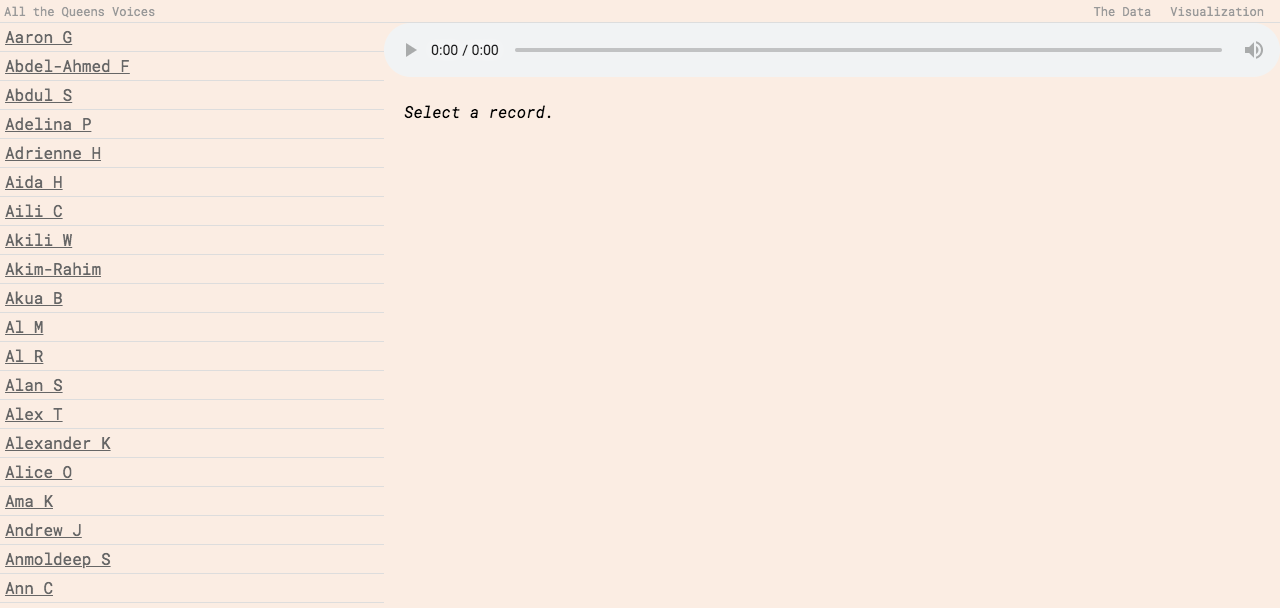 All the Queens Voices
The Data
Visualization
Aaron G
Abdel-Ahmed F
Abdul S
Adelina P
Adrienne H
Aida H
Aili C
Akili W
Akim-Rahim
Akua B
Al M
Al R
Alan S
Alex T
Alexander K
Alice O
Ama K
Andrew J
Anmoldeep S
Ann C
0:00 / 0:00
Select a record.